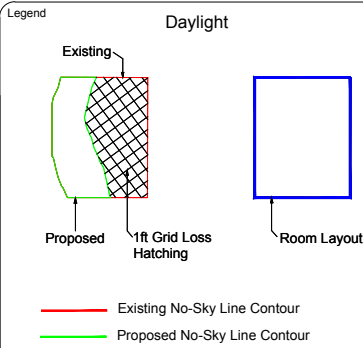 Legend
Daylight
Existing
Proposed
1ft Grid Loss
Hatching
Room Layout
Existing No-Sky Line Contour
Proposed No-Sky Line Contour